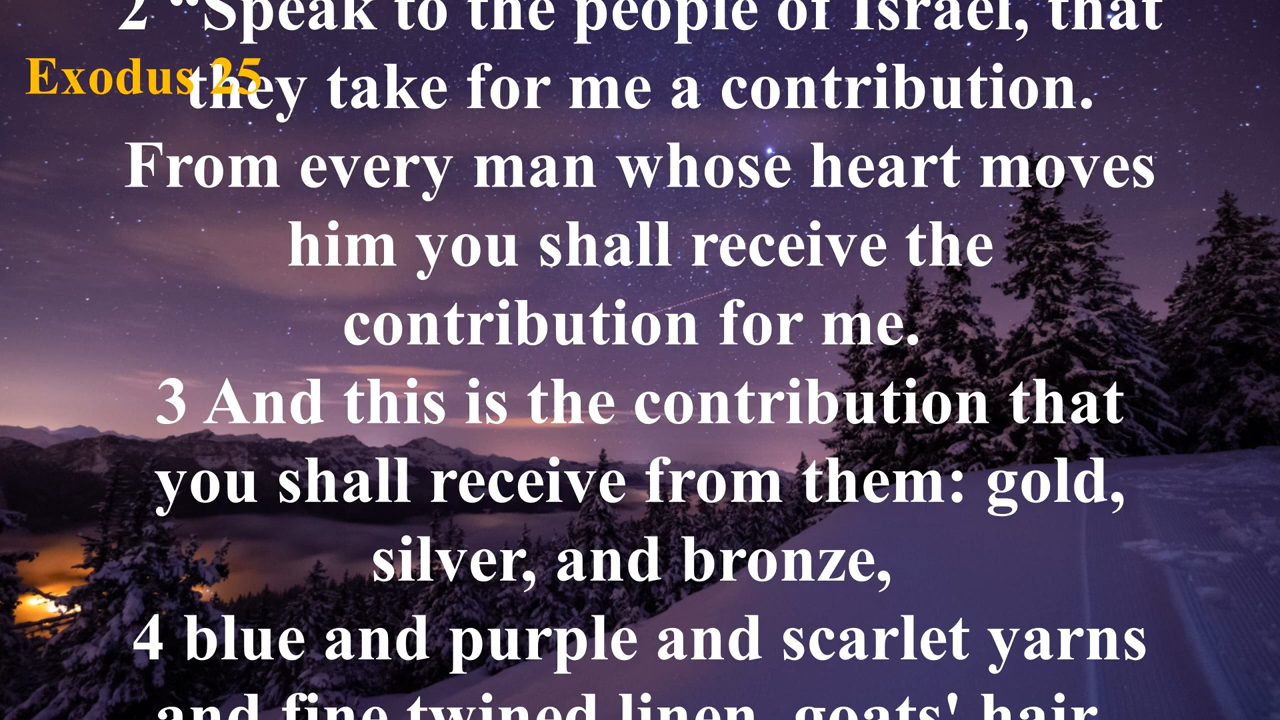 2 “Speak to the people of Israel, that
Exodus 25
they take for me a contribution.
From every man whose heart moves
him you shall receive the
contribution for me.
3 And this is the contribution that
you shall receive from them: gold,
silver, and bronze,
4 blue and purple and scarlet yarns
and fine twined linen, goats' hair,